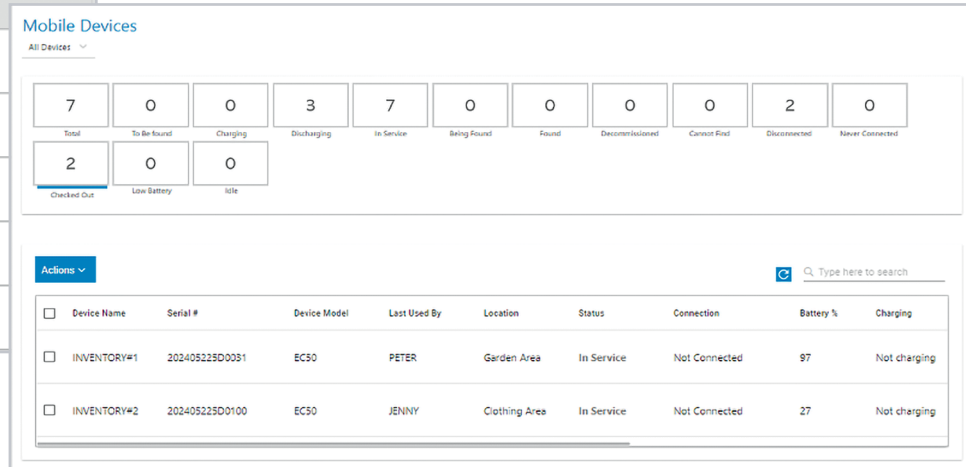 Mobile Devices
All Devices
7 0 0 3 7 0 0 0 0 2 0
Total To Be found Charging Discharging In Service Being Found Found Decommissioned Cannot Find Disconnected Never Connected
2 0 0
Checked Out Low Battery Idle
Actions
Type here to search
Device Name Serial # Device Model Last Used By Location Status Connection Battery % Charging
INVENTORY#1 202405225D0031 EC50 PETER Garden Area In Service Not Connected 97 Not charging
INVENTORY#2 202405225D0100 EC50 JENNY Clothing Area In Service Not Connected 27 Not charging